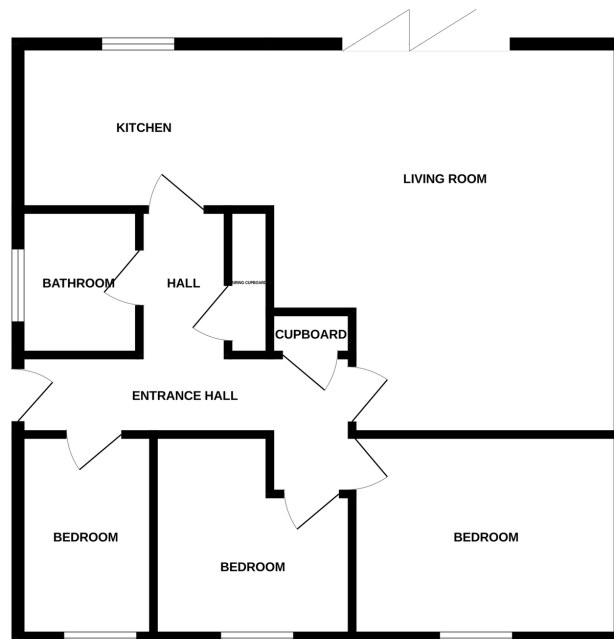 KITCHEN
LIVING ROOM
BATHROOM
HALL
CUPBOARD
ENTRANCE HALL
BEDROOM
BEDROOM
BEDROOM